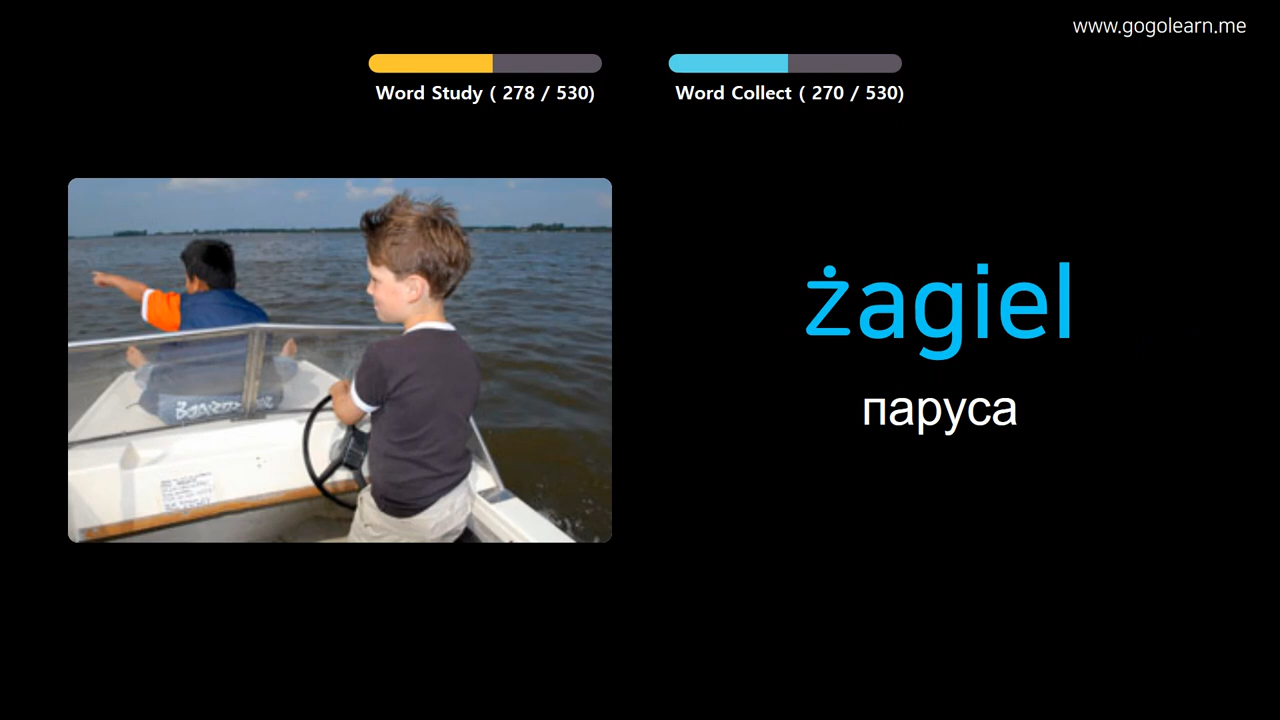 www.gogolearn.me
Word Study ( 278 / 530)
Word Collect ( 270 / 530)
żagiel
паруса